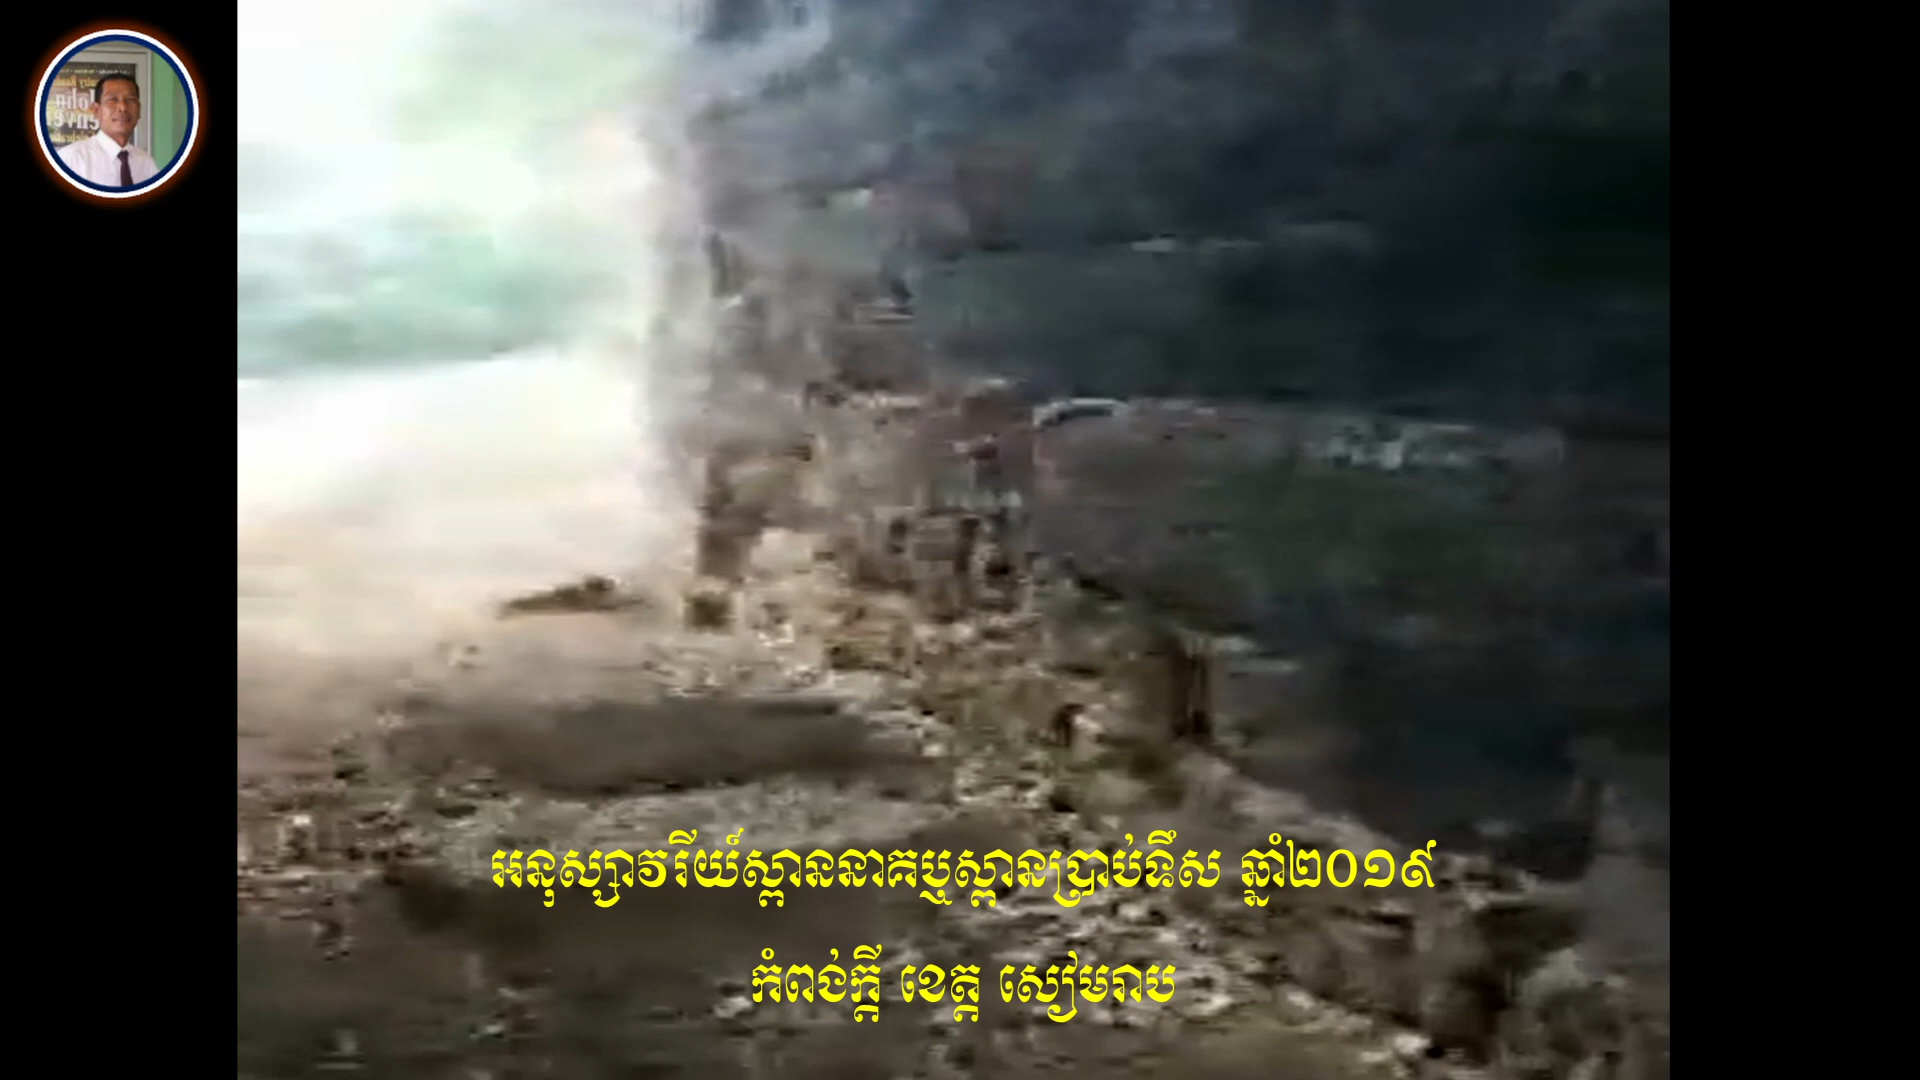 អនុស្សាវរីយ៍ស្ពាននាគឬស្ពានប្រាប់ទឹស ឆ្នាំ២០១៩
កំពង់ក្ដី ខេត្ត សៀមរាប